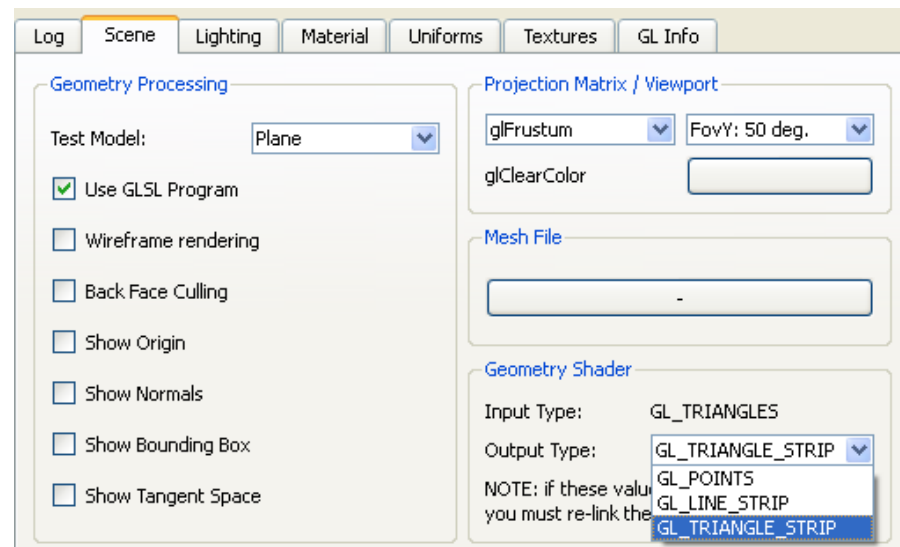 Log Scene Lighting Material Uniforms Textures GL Info
Geometry Processing
Test Model: Plane
Use GLSL Program
Wireframe rendering
Back Face Culling
Show Origin
Show Normals
Show Bounding Box
Show Tangent Space
Projection Matrix / Viewport
glFrustum FovY: 50 deg.
glClearColor
Mesh File
-
Geometry Shader
Input Type: GL_TRIANGLES
Output Type: GL_TRIANGLE_STRIP
GL_POINTS
GL_LINE_STRIP
GL_TRIANGLE_STRIP
NOTE: if these
you must re-link the